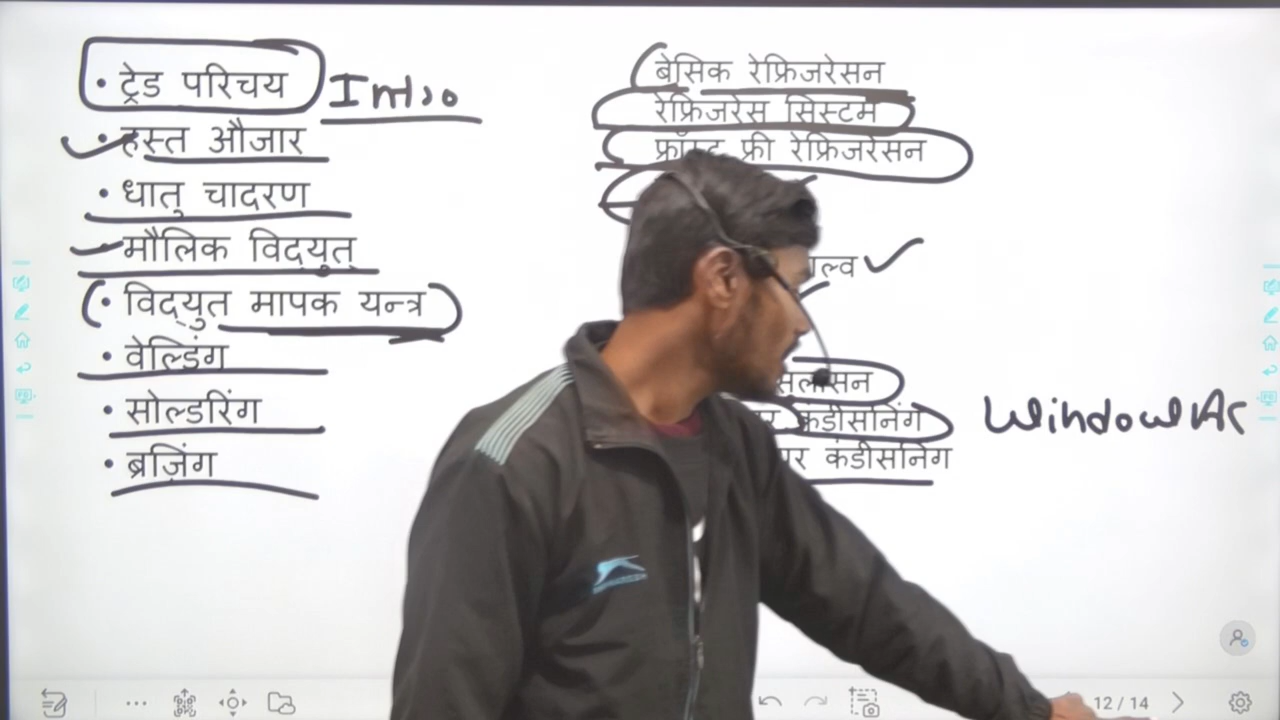 • ट्रेड परिचय Intro
• हस्त औजार
• धातु चादरण
• मौलिक विद्युत्
• विद्युत मापक यन्त्र
• वेल्डिंग
• सोल्डरिंग
• ब्रज़िंग
बेसिक रेफ्रिजरेसन
रेफ्रिजरेस सिस्टम
फ्रॉस्ट फ्री रेफ्रिजरेसन
कंडीसनिंग Window Ac
कंडीसनिंग
12 / 14